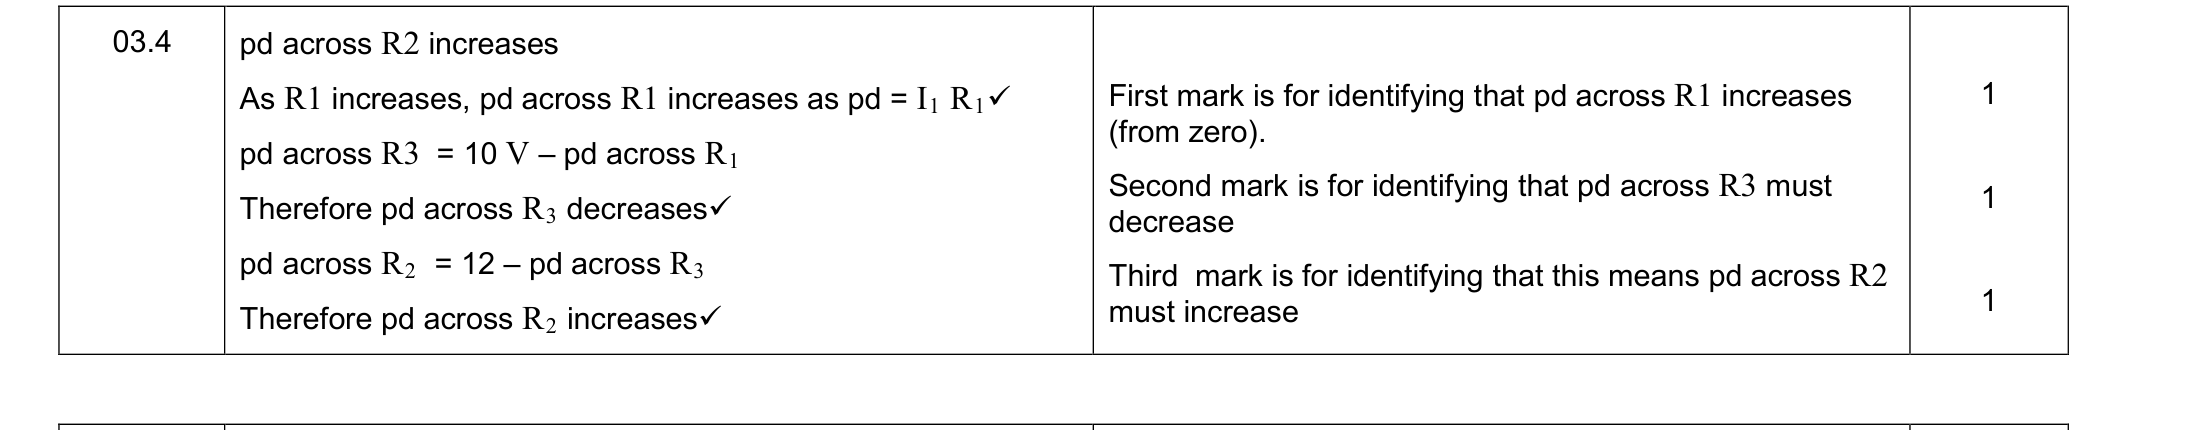 03.4
pd across R2 increases
As R1 increases, pd across R1 increases as pd = I₁ R₁✓
pd across R3 = 10 V – pd across R₁
Therefore pd across R₃ decreases✓
pd across R₂ = 12 – pd across R₃
Therefore pd across R₂ increases✓
First mark is for identifying that pd across R1 increases
(from zero).
Second mark is for identifying that pd across R3 must
decrease
Third mark is for identifying that this means pd across R2
must increase
1
1
1